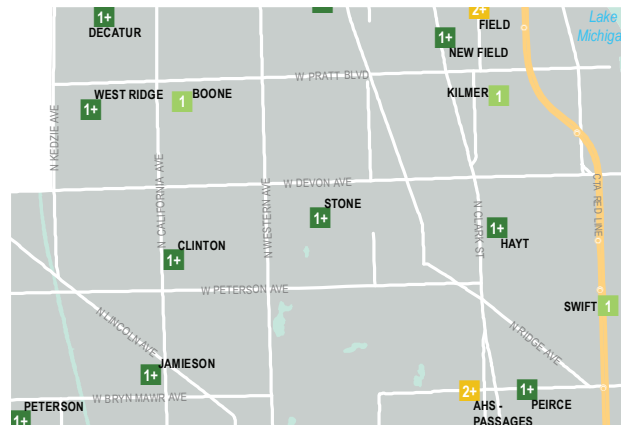 1+
DECATUR
2+
FIELD
Lake
Michiga
1+
NEW FIELD
W PRATT BLVD
1+
WEST RIDGE
1
BOONE
KILMER
1
N KEDZIE AVE
N CALIFORNIA AVE
N WESTERN AVE
W DEVON AVE
CTA RED LINE
STONE
1+
N CLARK ST
1+
HAYT
CLINTON
1+
W PETERSON AVE
SWIFT
1
N LINCOLN AVE
N RIDGE AVE
JAMIESON
1+
W BRYN MAWR AVE
2+
AHS -
PASSAGES
1+
PEIRCE
1+
PETERSON